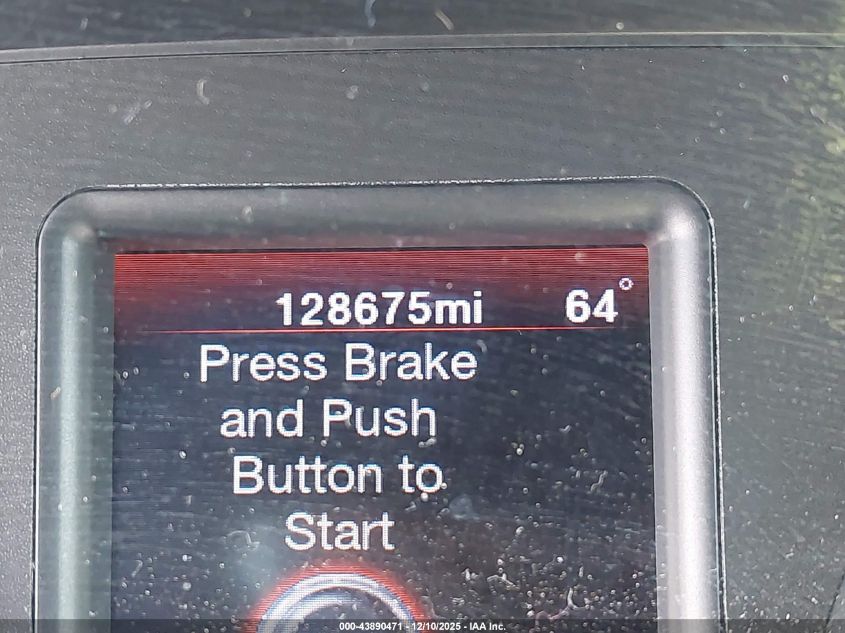 128675mi 64°
Press Brake
and Push
Button to
Start
000-43890471 - 12/10/2025 - IAA Inc.